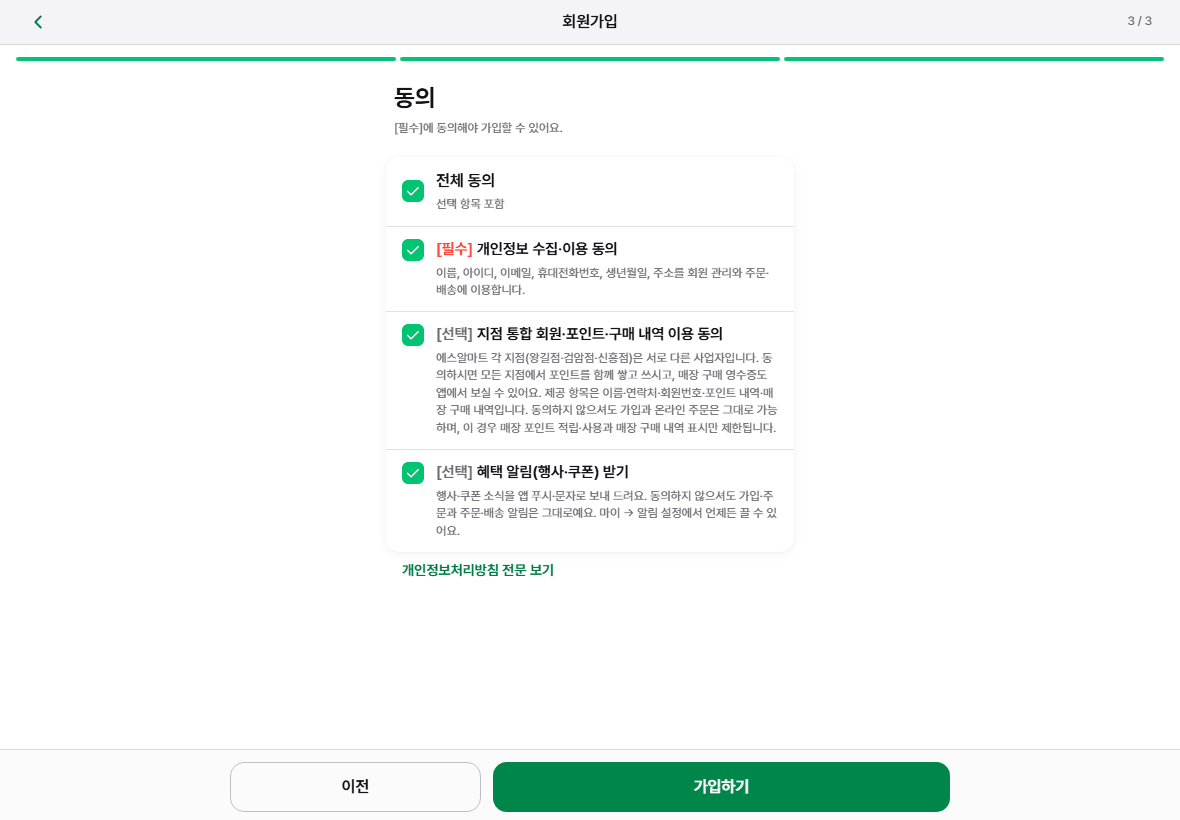 회원가입
3 / 3
동의
[필수]에 동의해야 가입할 수 있어요.
전체 동의
선택 항목 포함
[필수] 개인정보 수집·이용 동의
이름, 아이디, 이메일, 휴대전화번호, 생년월일, 주소를 회원 관리와 주문·
배송에 이용합니다.
[선택] 지점 통합 회원·포인트·구매 내역 이용 동의
에스알마트 각 지점(왕길점·검암점·신흥점)은 서로 다른 사업자입니다. 동
의하시면 모든 지점에서 포인트를 함께 쌓고 쓰시고, 매장 구매 영수증도
앱에서 보실 수 있어요. 제공 항목은 이름·연락처·회원번호·포인트 내역·매
장 구매 내역입니다. 동의하지 않으셔도 가입과 온라인 주문은 그대로 가능
하며, 이 경우 매장 포인트 적립·사용과 매장 구매 내역 표시만 제한됩니다.
[선택] 혜택 알림(행사·쿠폰) 받기
행사·쿠폰 소식을 앱 푸시·문자로 보내 드려요. 동의하지 않으셔도 가입·주
문과 주문·배송 알림은 그대로예요. 마이 → 알림 설정에서 언제든 끌 수 있
어요.
개인정보처리방침 전문 보기
이전
가입하기